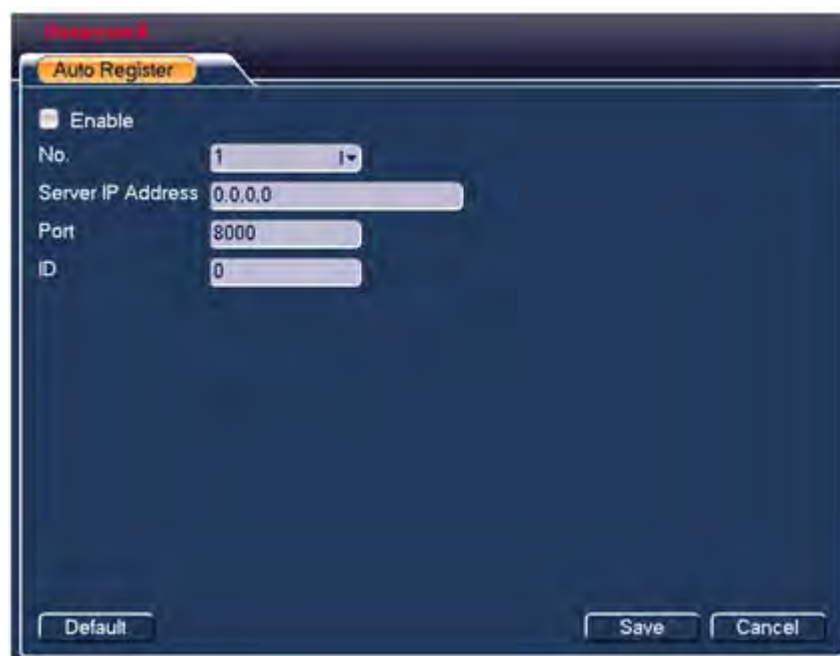 Honeywell
Auto Register
Enable
No. 1
Server IP Address 0.0.0.0
Port 8000
ID 0
Default Save Cancel